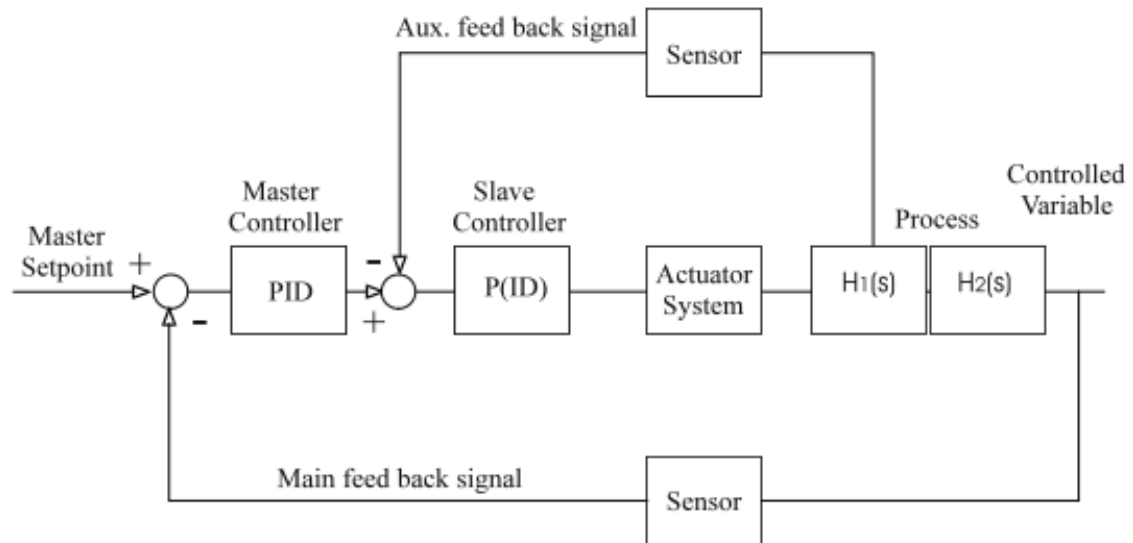 Aux. feed back signal
Sensor
Master
Controller
Slave
Controller
Controlled
Variable
Process
Master
Setpoint
+
-
PID
-
+
P(ID)
Actuator
System
H1(s)
H2(s)
Main feed back signal
Sensor